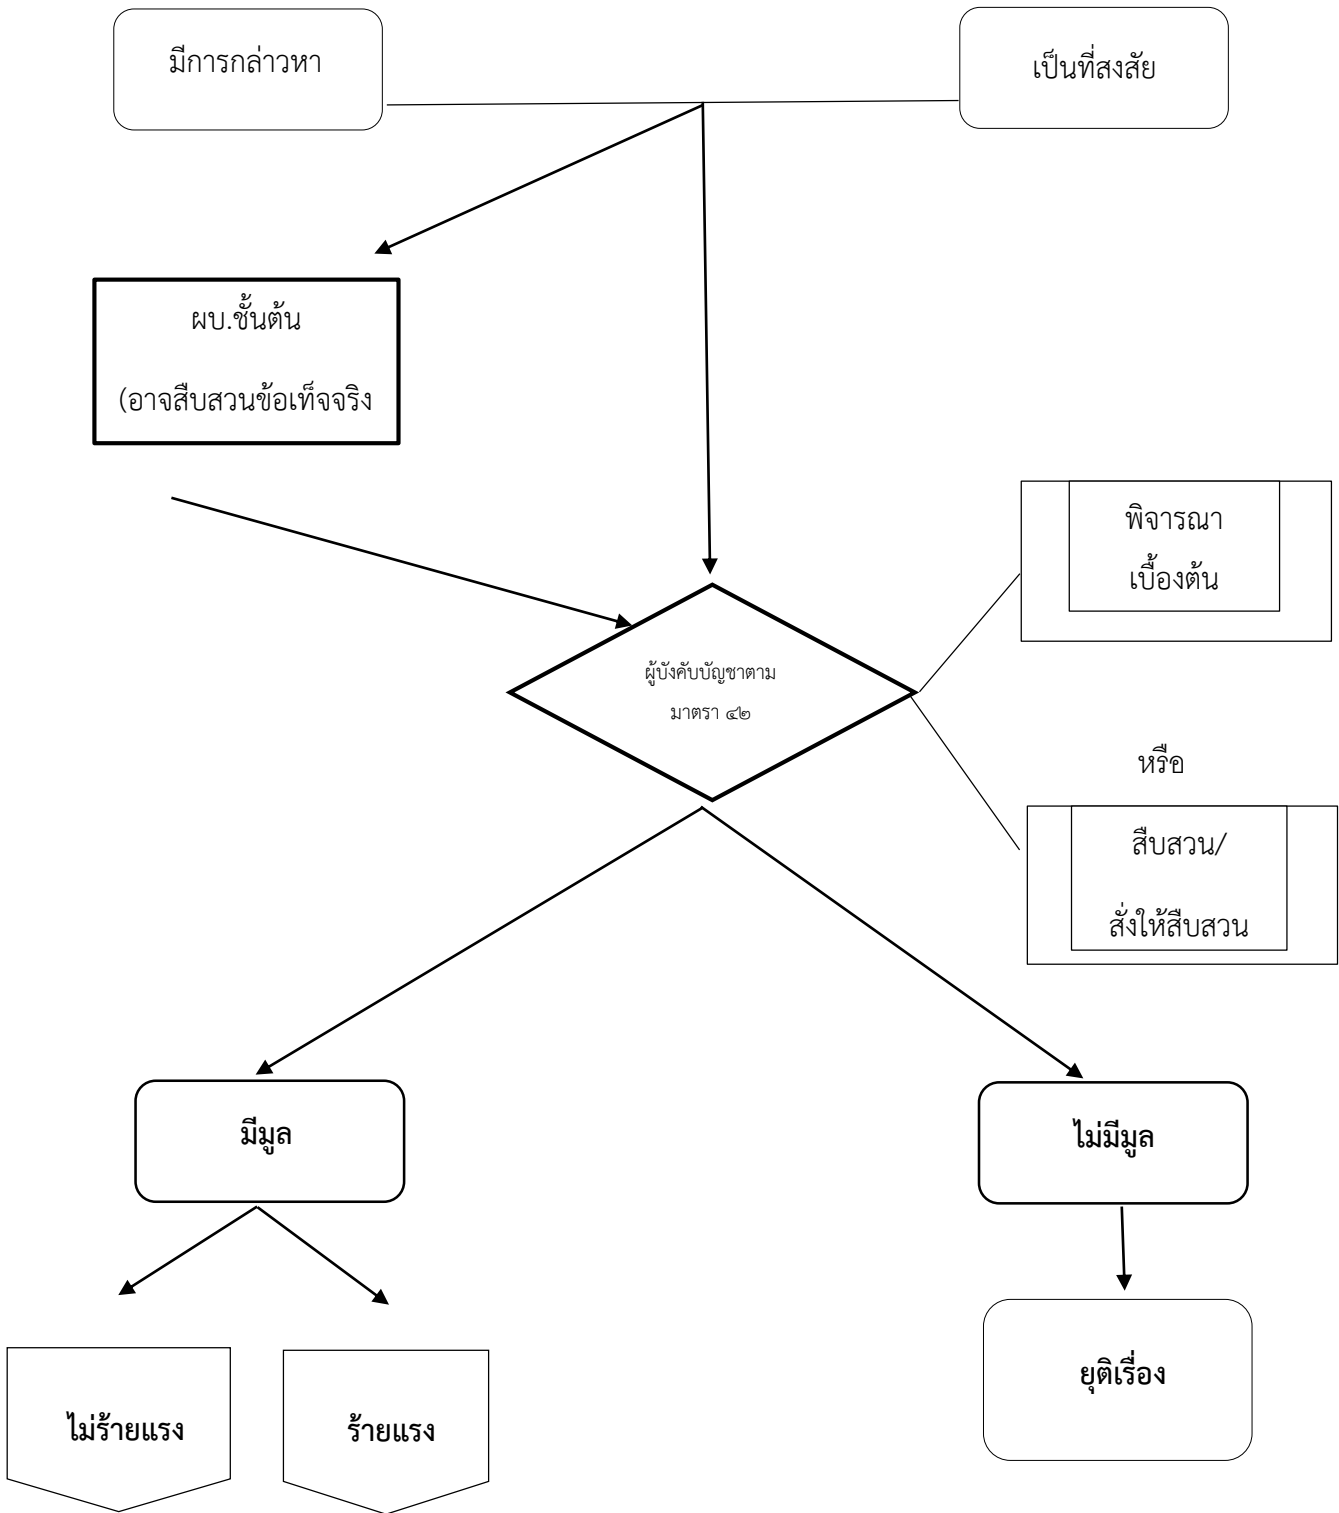 มีการกล่าวหา
เป็นที่สงสัย
ผบ.ชั้นต้น
(อาจสืบสวนข้อเท็จจริง
พิจารณา
เบื้องต้น
ผู้บังคับบัญชาตาม
มาตรา ๔๒
หรือ
สืบสวน/
สั่งให้สืบสวน
มีมูล
ไม่มีมูล
ยุติเรื่อง
ไม่ร้ายแรง
ร้ายแรง